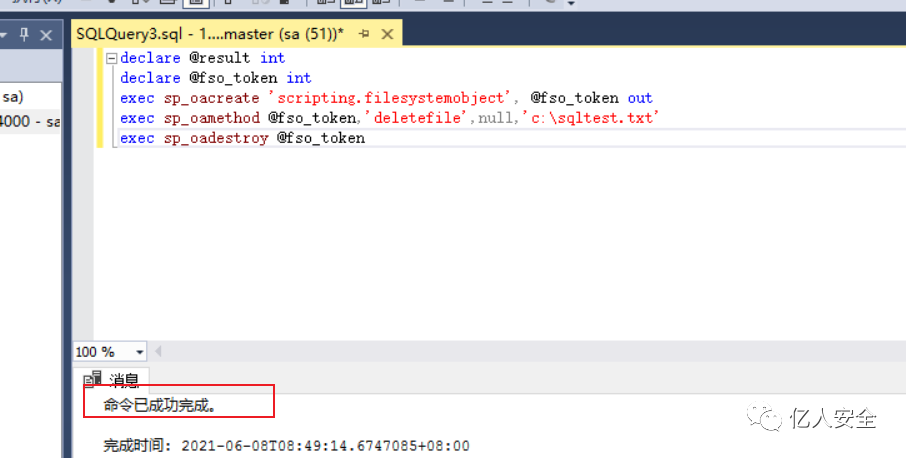 SQLQuery3.sql - 1....master (sa (51))*
declare @result int
declare @fso_token int
sa)
exec sp_oacreate 'scripting.filesystemobject', @fso_token out
4000 - sa
exec sp_oamethod @fso_token,'deletefile',null,'c:\sqltest.txt'
exec sp_oadestroy @fso_token
100 %
消息
命令已成功完成。
亿人安全
完成时间: 2021-06-08T08:49:14.6747085+08:00